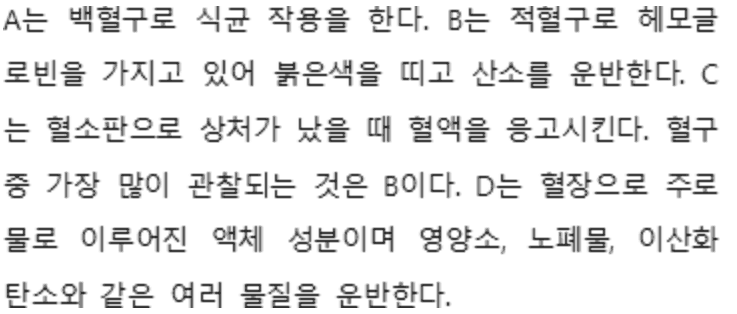 A는 백혈구로 식균 작용을 한다. B는 적혈구로 헤모글
로빈을 가지고 있어 붉은색을 띠고 산소를 운반한다. C
는 혈소판으로 상처가 났을 때 혈액을 응고시킨다. 혈구
중 가장 많이 관찰되는 것은 B이다. D는 혈장으로 주로
물로 이루어진 액체 성분이며 영양소, 노폐물, 이산화
탄소와 같은 여러 물질을 운반한다.